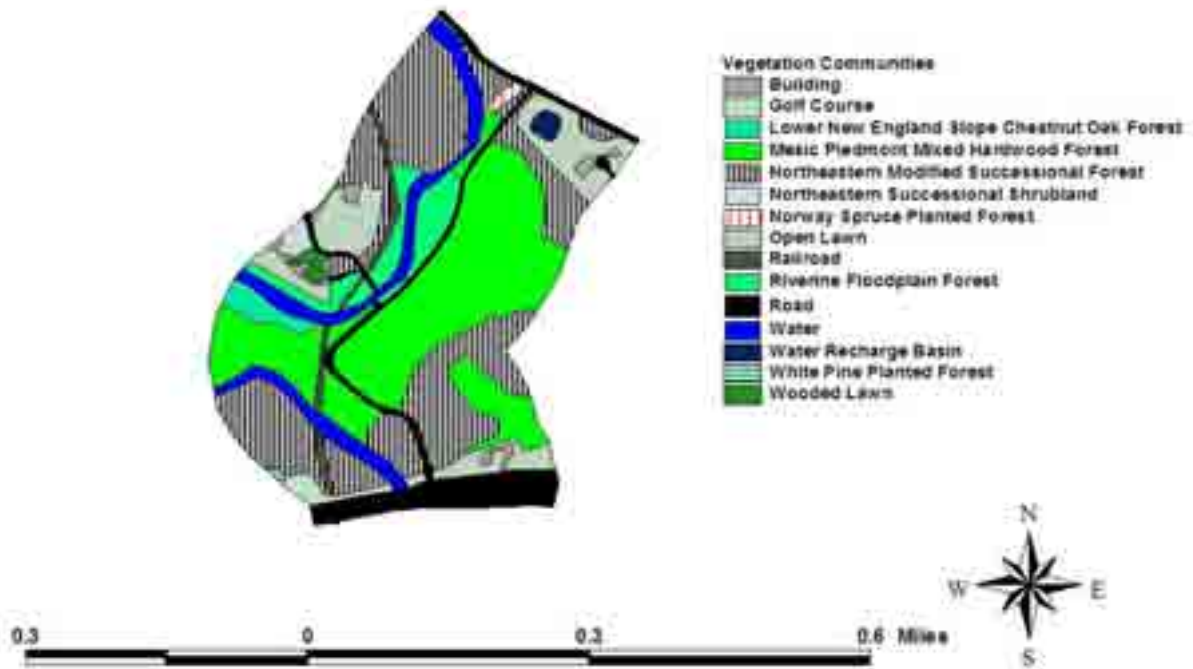 Vegetation Communities
Building
Golf Course
Lower New England Slope Chestnut Oak Forest
Mesic Piedmont Mixed Hardwood Forest
Northeastern Modified Successional Forest
Northeastern Successional Shrubland
Norway Spruce Planted Forest
Open Lawn
Railroad
Riverine Floodplain Forest
Road
Water
Water Recharge Basin
White Pine Planted Forest
Wooded Lawn
N
W E
S
0.3 0 0.3 0.6 Miles